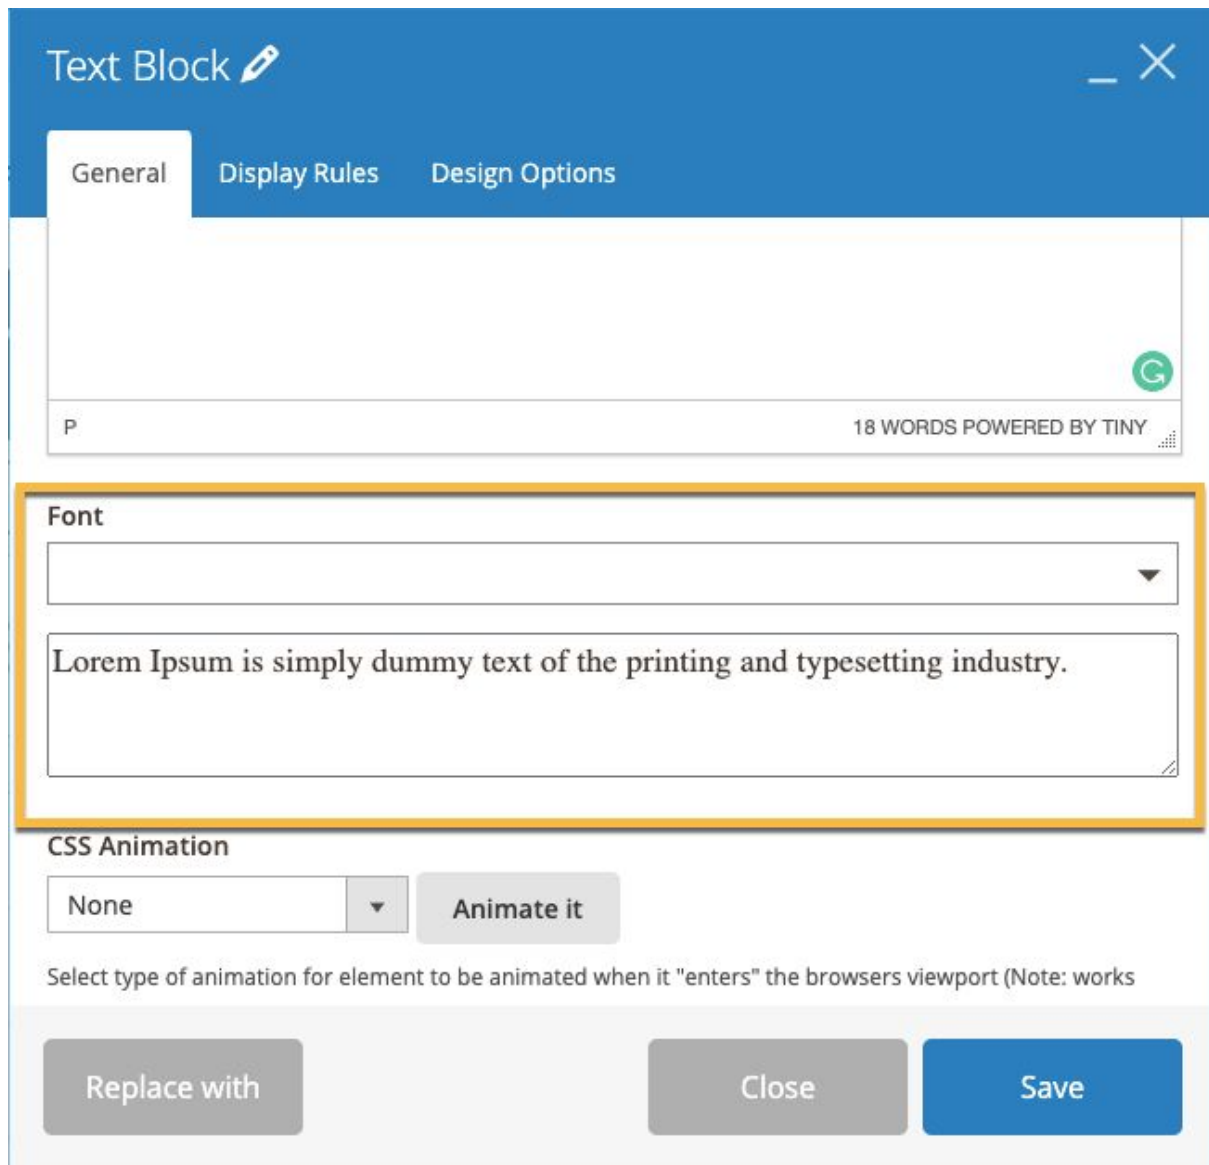 Text Block
General Display Rules Design Options
P 18 WORDS POWERED BY TINY
Font
Lorem Ipsum is simply dummy text of the printing and typesetting industry.
CSS Animation
None Animate it
Select type of animation for element to be animated when it "enters" the browsers viewport (Note: works
Replace with Close Save